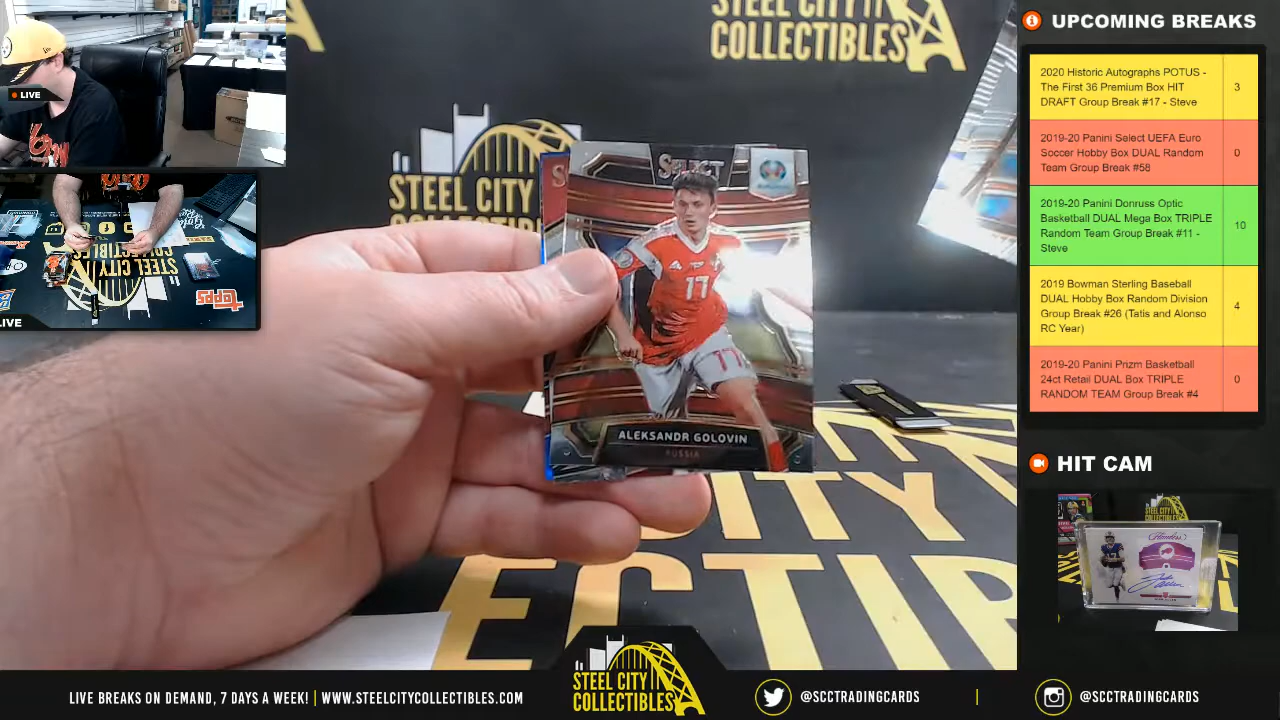 LIVE
LIVE
Topps
STEEL CITY
COLLECTIBLES
STEEL CITY
SELECT
17
17
ALEKSANDR GOLOVIN
RUSSIA
UPCOMING BREAKS
2020 Historic Autographs POTUS -
The First 36 Premium Box HIT
DRAFT Group Break #17 - Steve
3
2019-20 Panini Select UEFA Euro
Soccer Hobby Box DUAL Random
Team Group Break #58
0
2019-20 Panini Donruss Optic
Basketball DUAL Mega Box TRIPLE
Random Team Group Break #11 -
Steve
10
2019 Bowman Sterling Baseball
DUAL Hobby Box Random Division
Group Break #26 (Tatis and Alonso
RC Year)
4
2019-20 Panini Prizm Basketball
24ct Retail DUAL Box TRIPLE
RANDOM TEAM Group Break #4
0
HIT CAM
STEEL CITY
COLLECTIBLES
LIVE BREAKS ON DEMAND, 7 DAYS A WEEK! | WWW.STEELCITYCOLLECTIBLES.COM
@SCCTRADINGCARDS
|
@SCCTRADINGCARDS